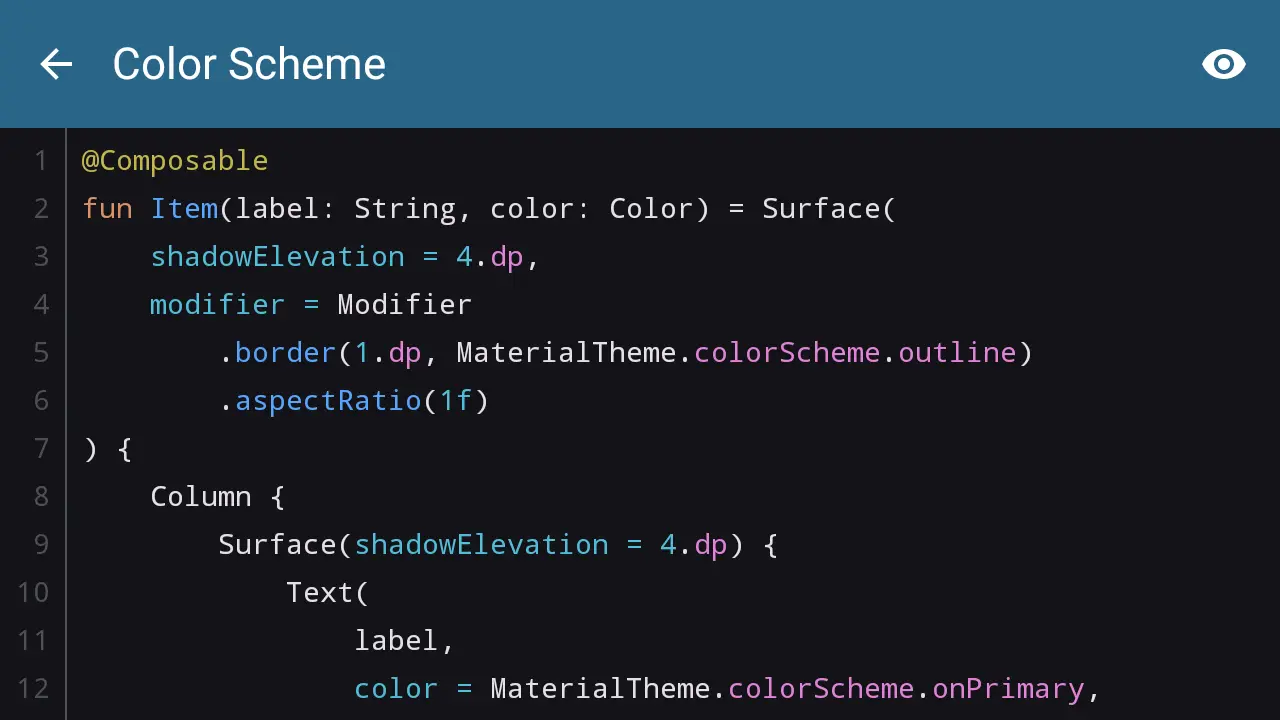 Color Scheme
1 @Composable
2 fun Item(label: String, color: Color) = Surface(
3     shadowElevation = 4.dp,
4     modifier = Modifier
5         .border(1.dp, MaterialTheme.colorScheme.outline)
6         .aspectRatio(1f)
7 ) {
8     Column {
9         Surface(shadowElevation = 4.dp) {
10             Text(
11                 label,
12                 color = MaterialTheme.colorScheme.onPrimary,